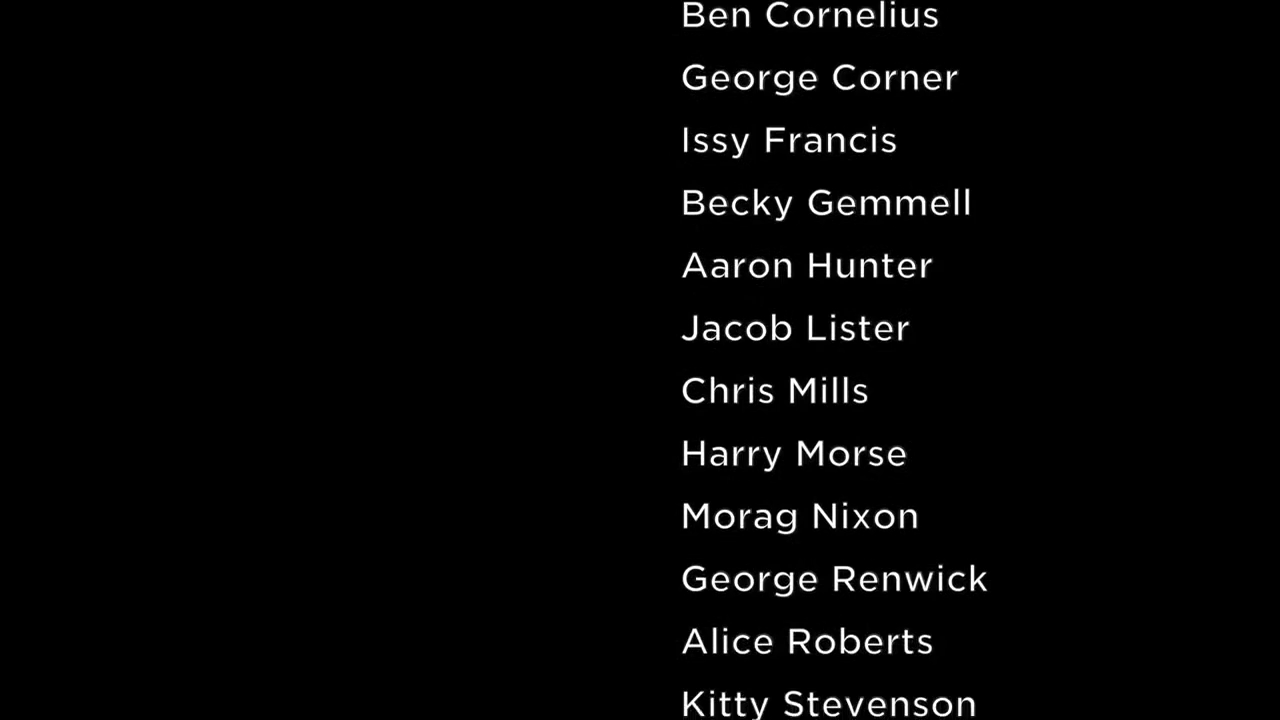 Ben Cornelius
George Corner
Issy Francis
Becky Gemmell
Aaron Hunter
Jacob Lister
Chris Mills
Harry Morse
Morag Nixon
George Renwick
Alice Roberts
Kitty Stevenson